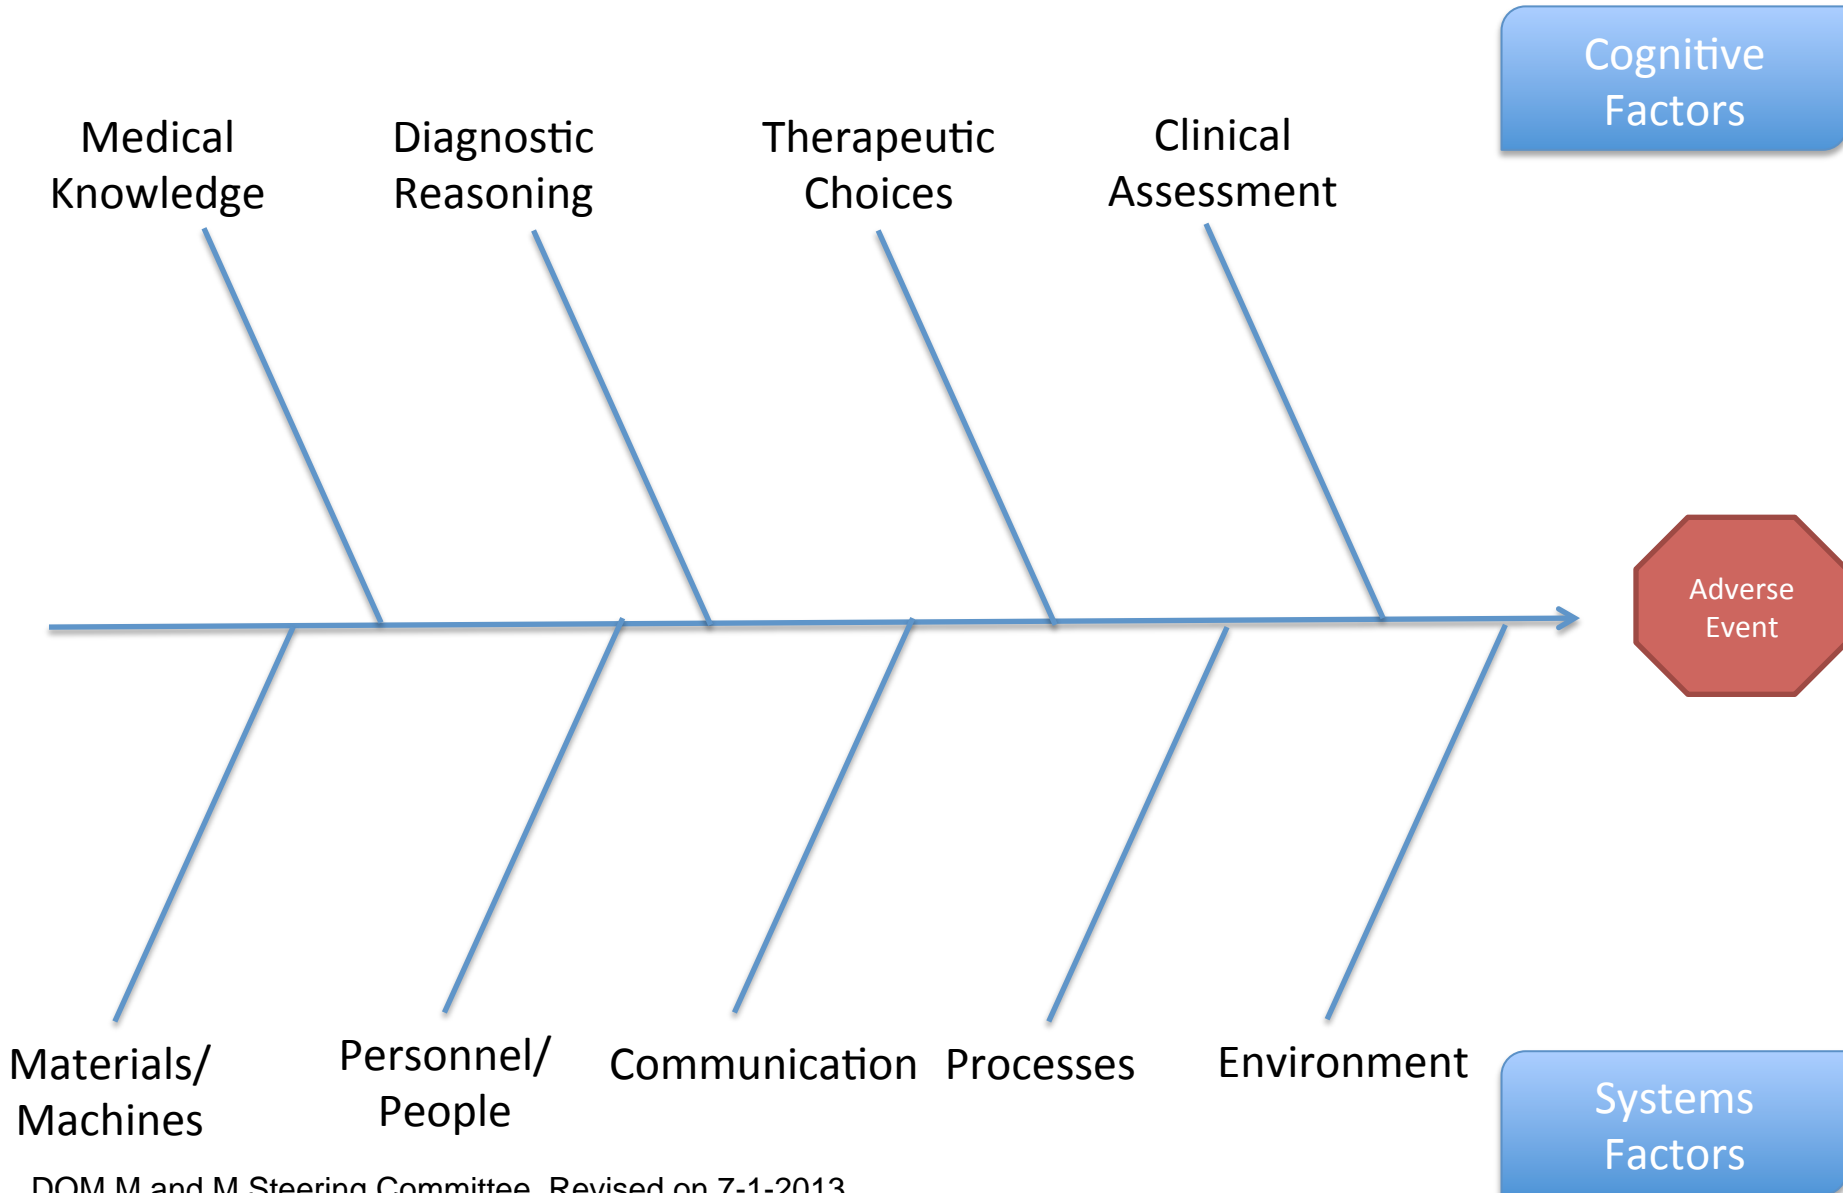 Cognitive
Factors
Medical
Knowledge
Diagnostic
Reasoning
Therapeutic
Choices
Clinical
Assessment
Adverse
Event
Materials/
Machines
Personnel/
People
Communication
Processes
Environment
Systems
Factors
DOM M and M Steering Committee, Revised on 7-1-2013